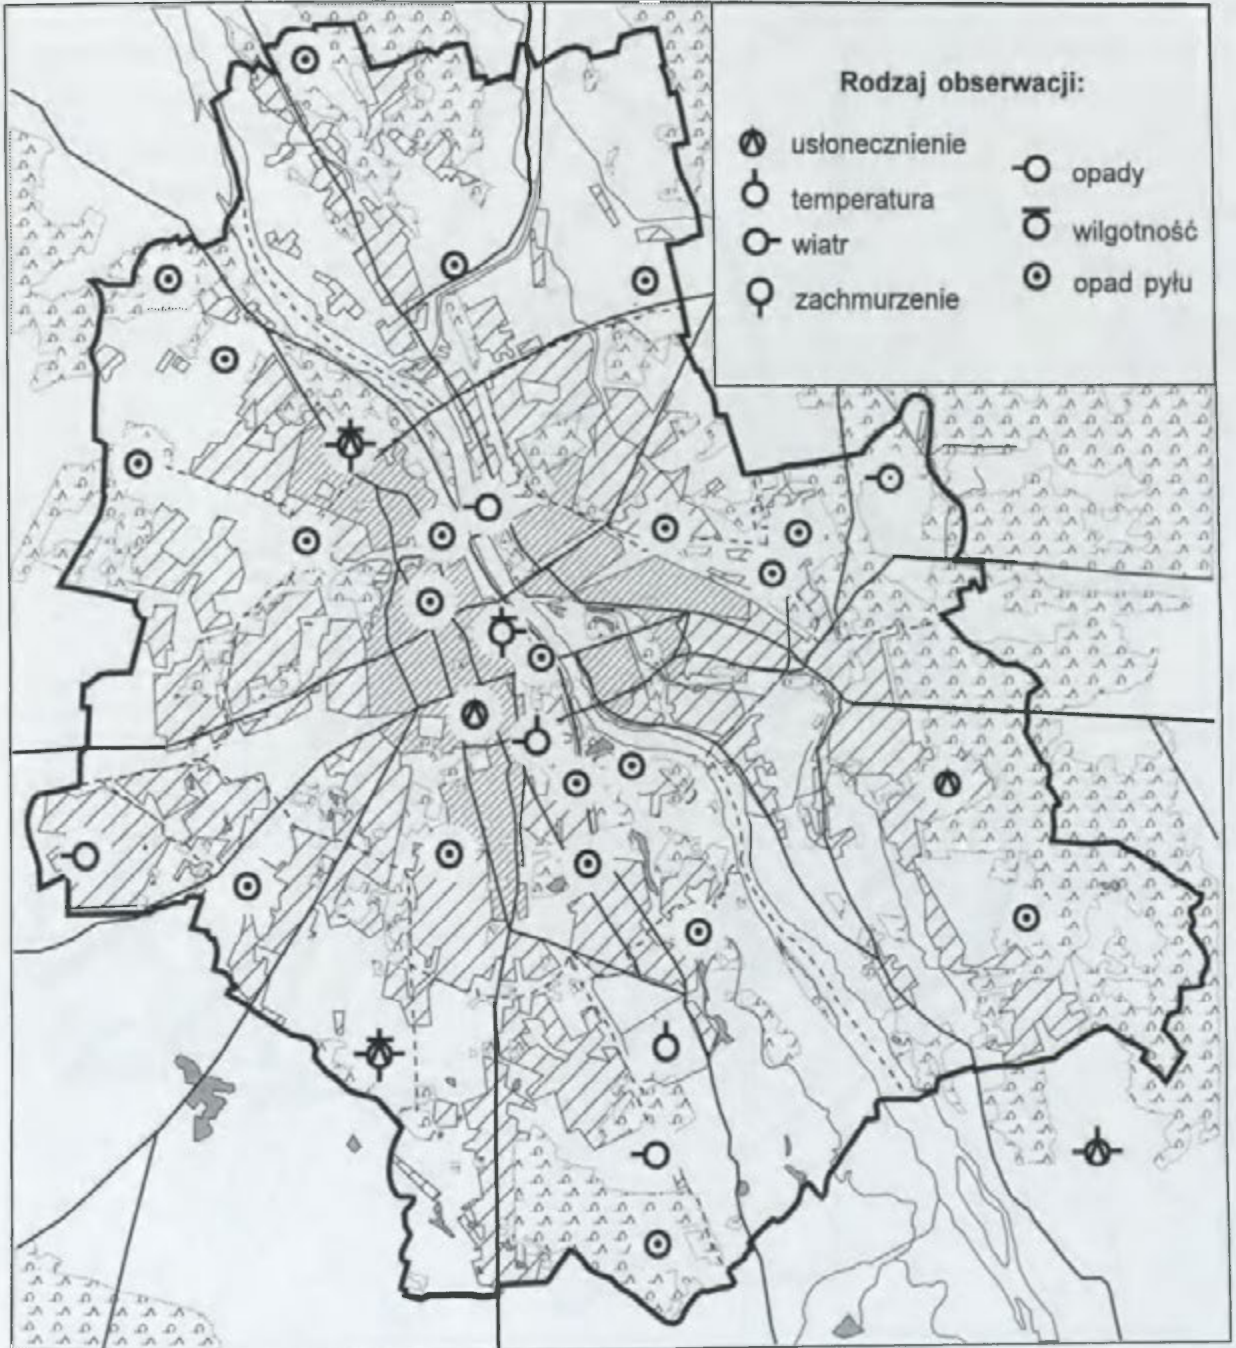 Rodzaj obserwacji:
usłonecznienie
temperatura
wiatr
zachmurzenie
opady
wilgotność
opad pyłu